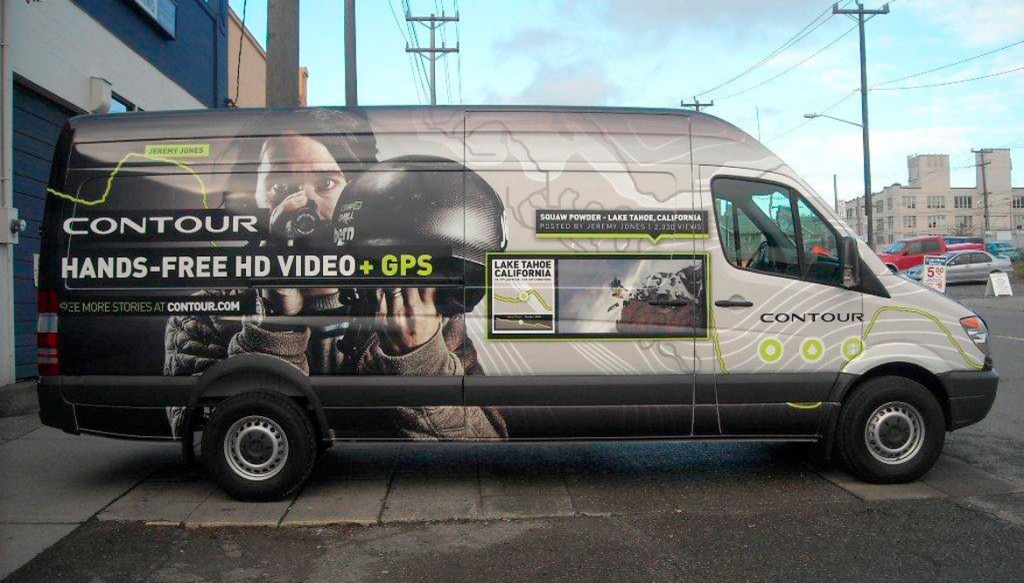 JEREMY JONES
CONTOUR
HANDS-FREE HD VIDEO + GPS
SEE MORE STORIES AT CONTOUR.COM
bern
SQUAW POWDER - LAKE TAHOE, CALIFORNIA
POSTED BY JEREMY JONES | 2,330 VIEWS
LAKE TAHOE
CALIFORNIA
CONTOUR